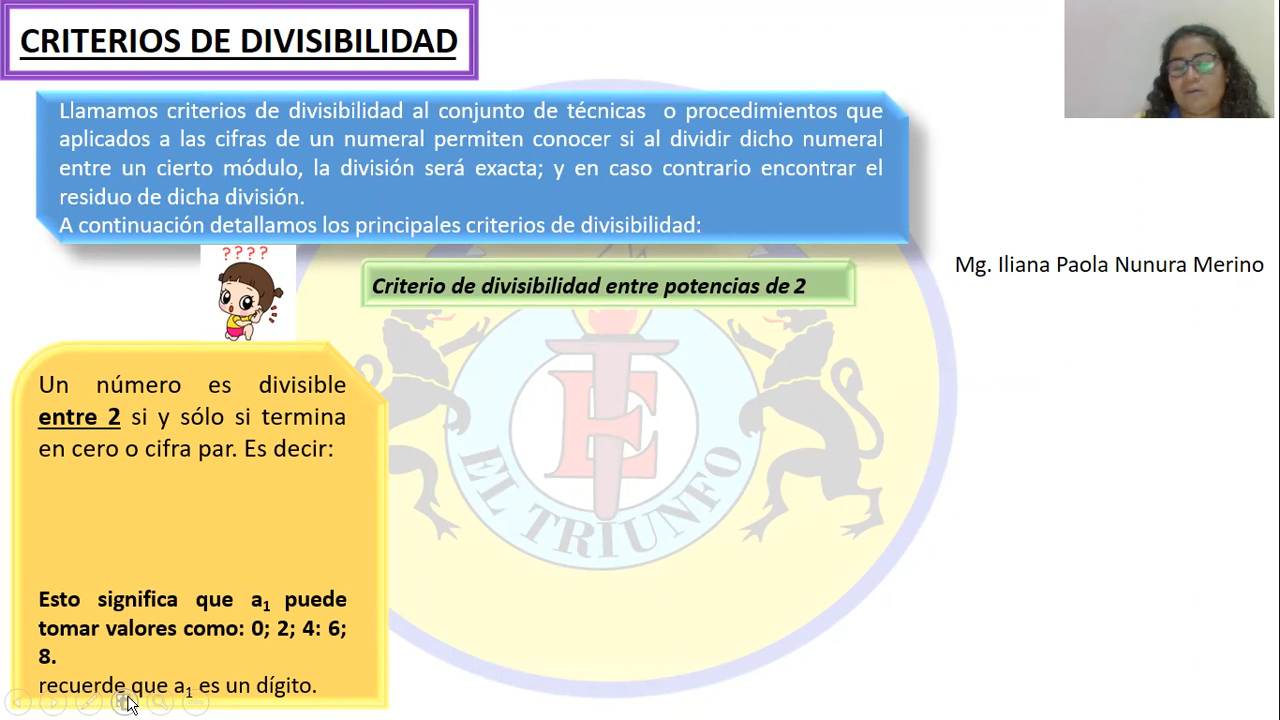 CRITERIOS DE DIVISIBILIDAD
Llamamos criterios de divisibilidad al conjunto de técnicas o procedimientos que
aplicados a las cifras de un numeral permiten conocer si al dividir dicho numeral
entre un cierto módulo, la división será exacta; y en caso contrario encontrar el
residuo de dicha división.
A continuación detallamos los principales criterios de divisibilidad:
????
Mg. Iliana Paola Nunura Merino
Criterio de divisibilidad entre potencias de 2
Un número es divisible
entre 2 si y sólo si termina
en cero o cifra par. Es decir:
E
EL TRIUNFO
Esto significa que a₁ puede
tomar valores como: 0; 2; 4: 6;
8.
recuerde que a₁ es un dígito.